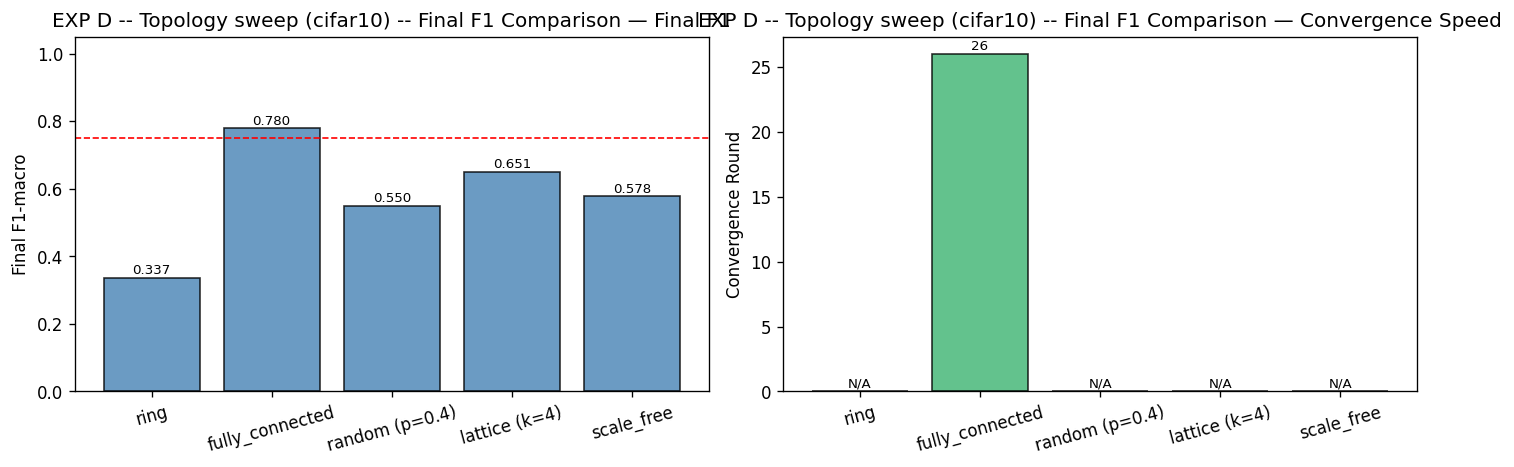 EXP D -- Topology sweep (cifar10) -- Final F1 Comparison — Final F1
EXP D -- Topology sweep (cifar10) -- Final F1 Comparison — Convergence Speed
Final F1-macro
1.0
0.8
0.6
0.4
0.2
0.0
0.337
0.780
0.550
0.651
0.578
ring
fully_connected
random (p=0.4)
lattice (k=4)
scale_free
Convergence Round
25
20
15
10
5
0
N/A
26
N/A
N/A
N/A
ring
fully_connected
random (p=0.4)
lattice (k=4)
scale_free